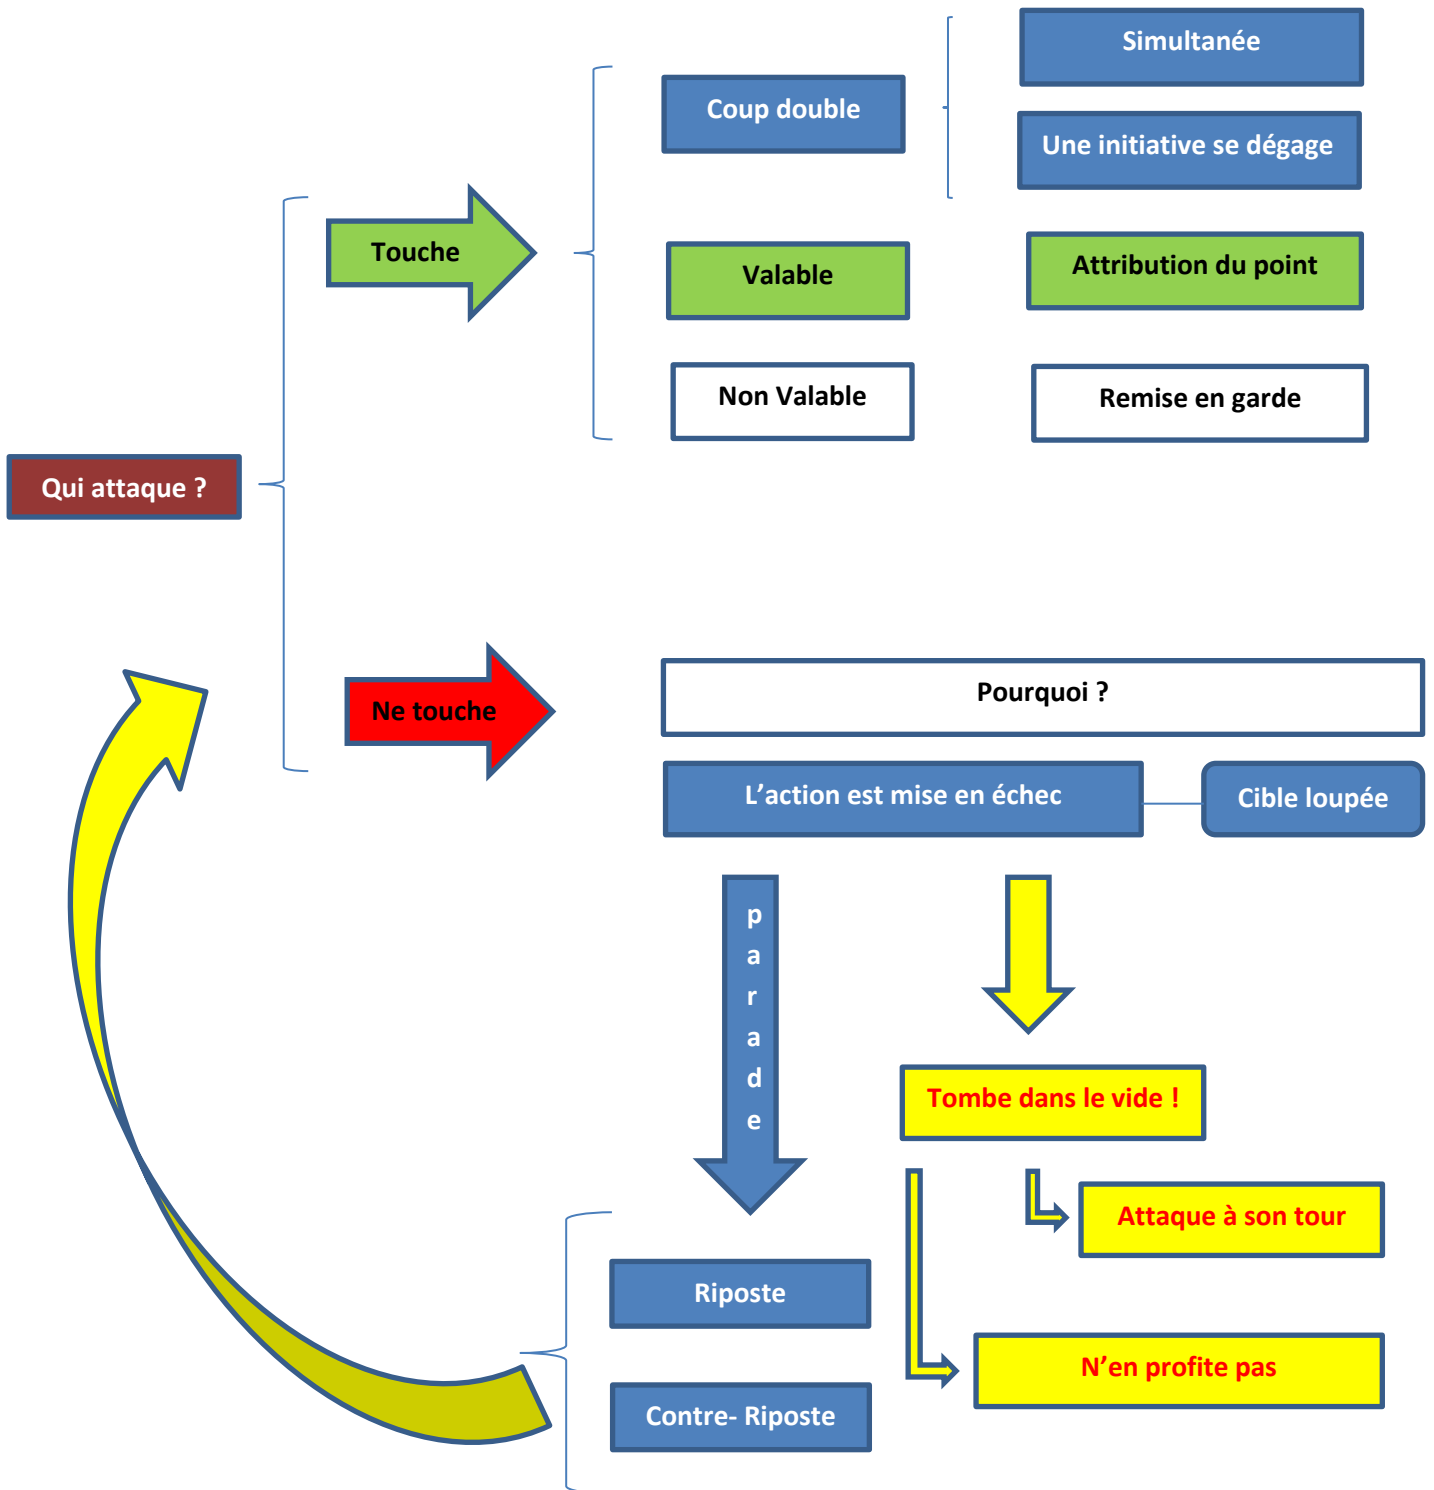 Simultanée
Coup double
Une initiative se dégage
Touche
Valable
Attribution du point
Non Valable
Remise en garde
Qui attaque ?
Ne touche
Pourquoi ?
L’action est mise en échec
Cible loupée
parade
Tombe dans le vide !
Attaque à son tour
Riposte
N’en profite pas
Contre- Riposte